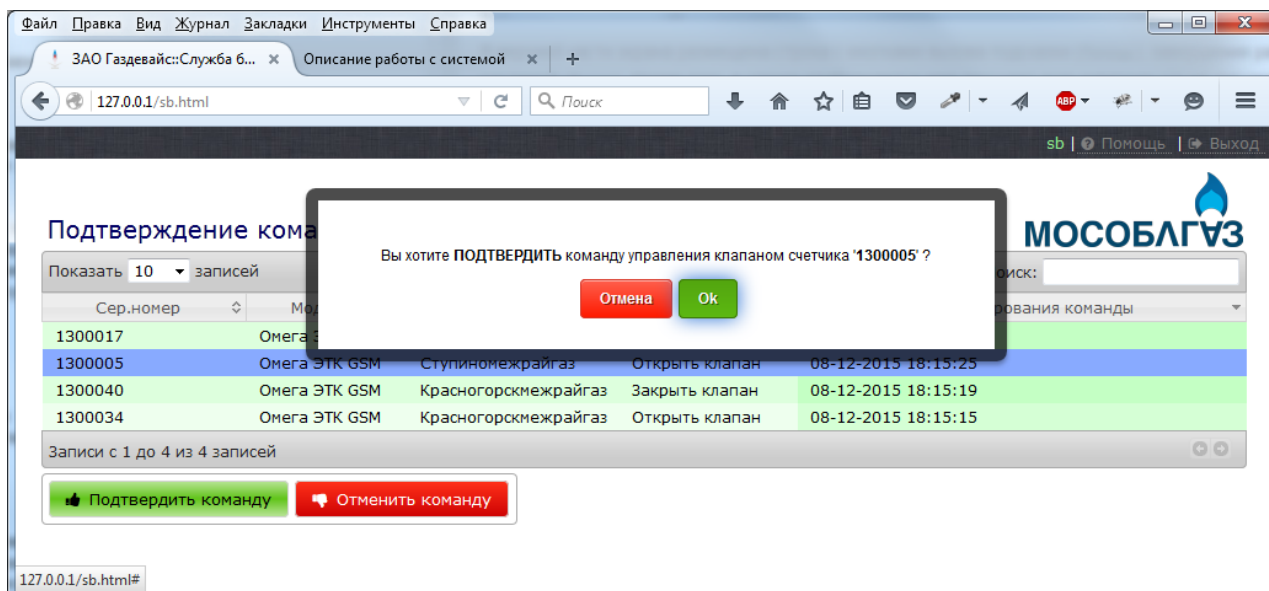 Файл Правка Вид Журнал Закладки Инструменты Справка
ЗАО Газдевайс::Служба б... Описание работы с системой
127.0.0.1/sb.html Поиск ABP
sb | Помощь | Выход
МОСОБЛГАЗ
Подтверждение кома
Вы хотите ПОДТВЕРДИТЬ команду управления клапаном счетчика '1300005' ?
Отмена Ok
Показать 10 записей оиск:
Сер.номер Мо рования команды
1300017 Омега Э
1300005 Омега ЭТК GSM Ступиномежрайгаз Открыть клапан 08-12-2015 18:15:25
1300040 Омега ЭТК GSM Красногорскмежрайгаз Закрыть клапан 08-12-2015 18:15:19
1300034 Омега ЭТК GSM Красногорскмежрайгаз Открыть клапан 08-12-2015 18:15:15
Записи с 1 до 4 из 4 записей
Подтвердить команду Отменить команду
127.0.0.1/sb.html#